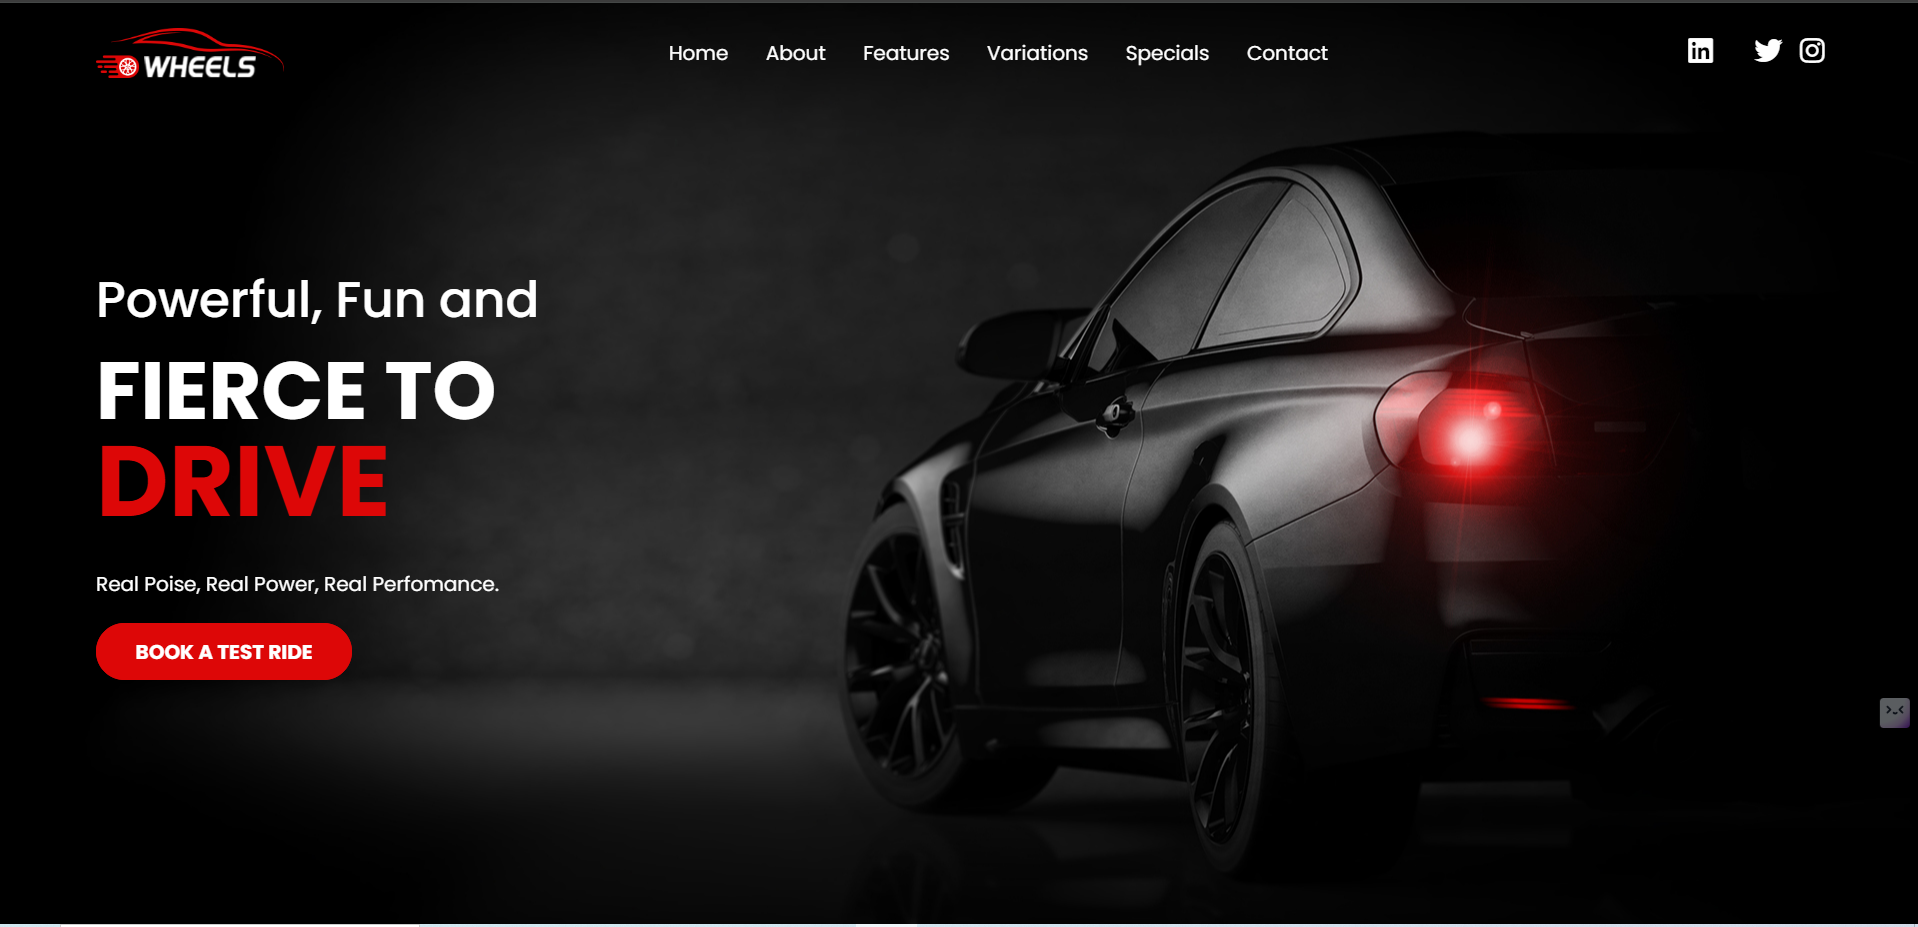 WHEELS
Home About Features Variations Specials Contact
Powerful, Fun and
FIERCE TO
DRIVE
Real Poise, Real Power, Real Perfomance.
BOOK A TEST RIDE